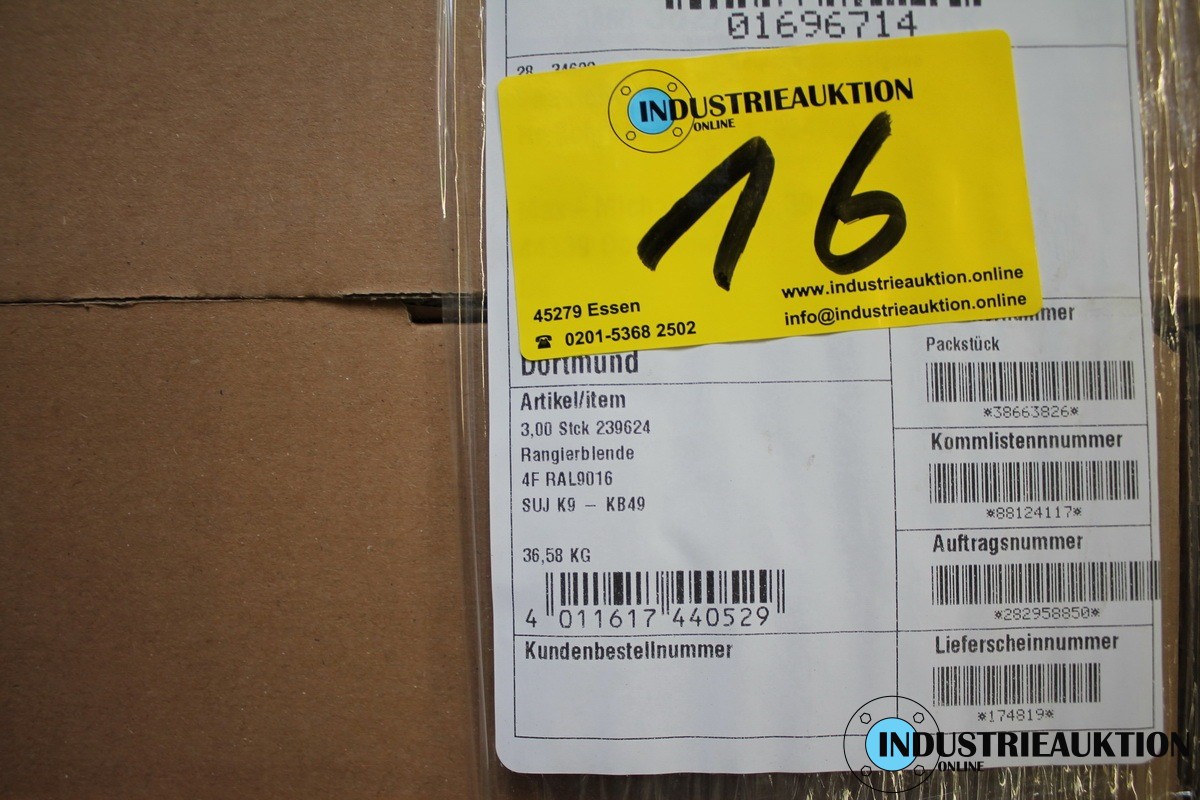 01696714
INDUSTRIEAUKTION
ONLINE
16
45279 Essen
0201-5368 2502
www.industrieauktion.online
info@industrieauktion.online
Dortmund
Artikel/item
3,00 Stck 239624
Rangierblende
4F RAL9016
SUJ K9 – KB49
36,58 KG
4 011617 440529
Kundenbestellnummer
Packstück
*38663826*
Kommlistennnummer
*88124117*
Auftragsnummer
*282958850*
Lieferscheinnummer
*174819*
INDUSTRIEAUKTION
ONLINE